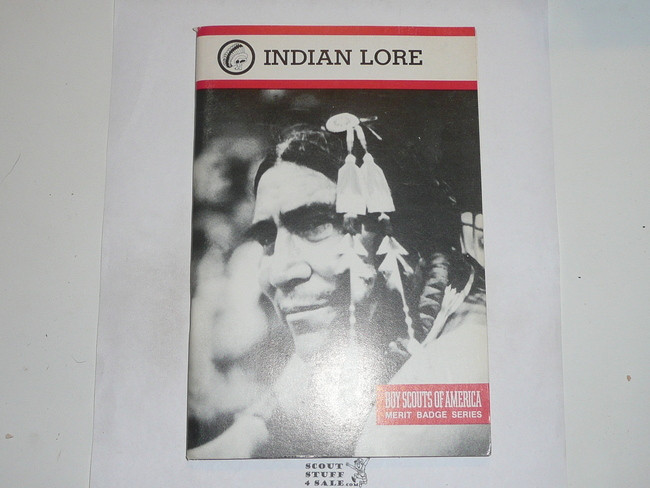 INDIAN LORE
BOY SCOUTS OF AMERICA
MERIT BADGE SERIES
SCOUT
STUFF
4 SALE.com